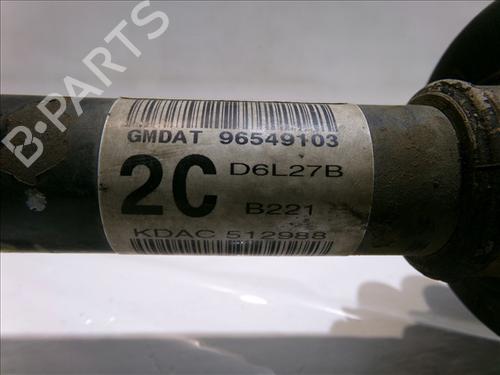 B-PARTS
GMDAT 96549103
2C D6L27B
B221
KDAC 512988